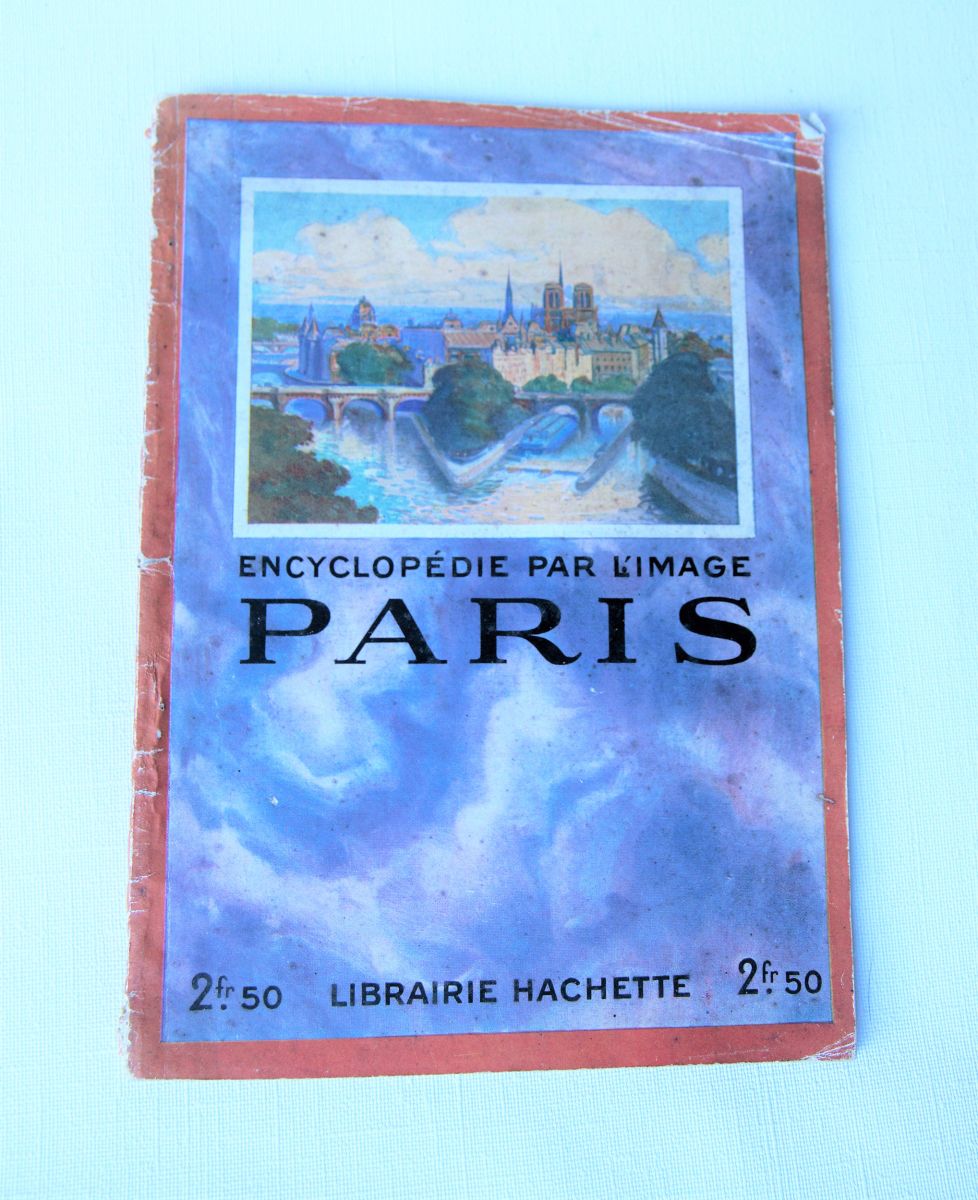 ENCYCLOPÉDIE PAR L'IMAGE
PARIS
2fr. 50 LIBRAIRIE HACHETTE 2fr. 50